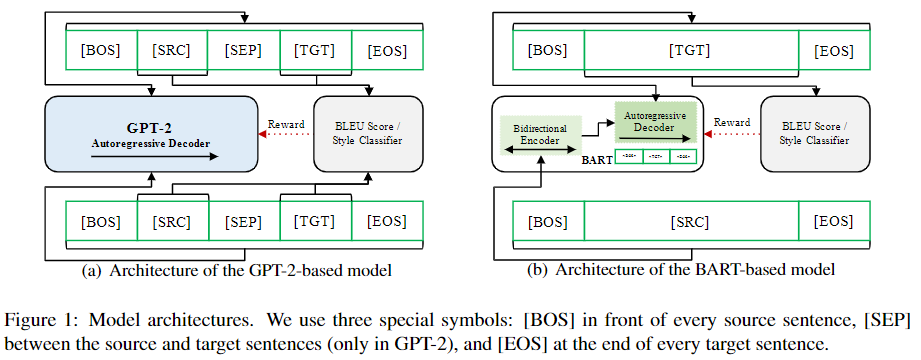 [BOS] [SRC] [SEP] [TGT] [EOS]
GPT-2
Autoregressive Decoder
Reward
BLEU Score /
Style Classifier
[BOS] [SRC] [SEP] [TGT] [EOS]
(a) Architecture of the GPT-2-based model
[BOS] [TGT] [EOS]
Bidirectional
Encoder
Autoregressive
Decoder
BART
Reward
BLEU Score /
Style Classifier
[BOS] [SRC] [EOS]
(b) Architecture of the BART-based model
Figure 1: Model architectures. We use three special symbols: [BOS] in front of every source sentence, [SEP]
between the source and target sentences (only in GPT-2), and [EOS] at the end of every target sentence.